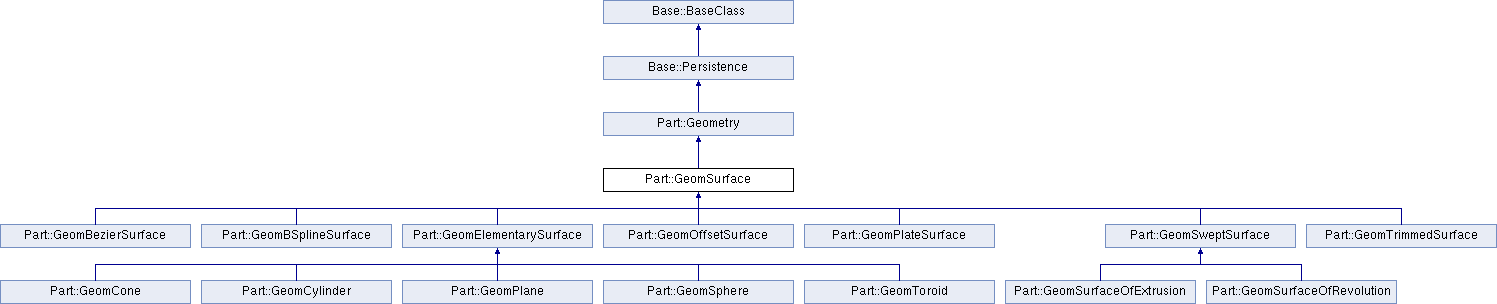 Base::BaseClass
Base::Persistence
Part::Geometry
Part::GeomSurface
Part::GeomBezierSurface
Part::GeomBSplineSurface
Part::GeomElementarySurface
Part::GeomOffsetSurface
Part::GeomPlateSurface
Part::GeomSweptSurface
Part::GeomTrimmedSurface
Part::GeomCone
Part::GeomCylinder
Part::GeomPlane
Part::GeomSphere
Part::GeomToroid
Part::GeomSurfaceOfExtrusion
Part::GeomSurfaceOfRevolution